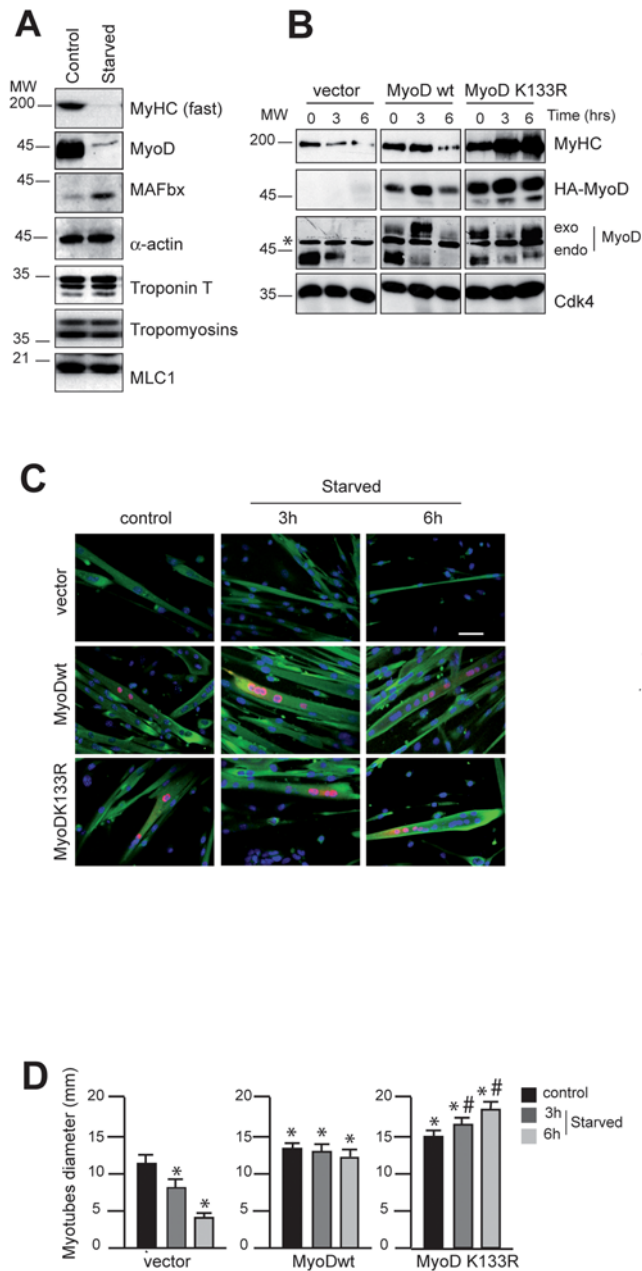 A
Control
Starved
MW
200
MyHC (fast)
45
MyoD
45
MAFbx
45
α-actin
35
Troponin T
Tropomyosins
35
21
MLC1
B
vector MyoD wt MyoD K133R
MW 0 3 6 0 3 6 0 3 6 Time (hrs)
200
MyHC
HA-MyoD
45
exo
*
MyoD
45
endo
35
Cdk4
C
Starved
control 3h 6h
vector
MyoDwt
MyoDK133R
D
Myotubes diameter (mm)
20 20 20
15 15 15
10 10 10
5 5 5
0 0 0
* *
* * *
* *# *#
vector MyoDwt MyoD K133R
control
3h
Starved
6h